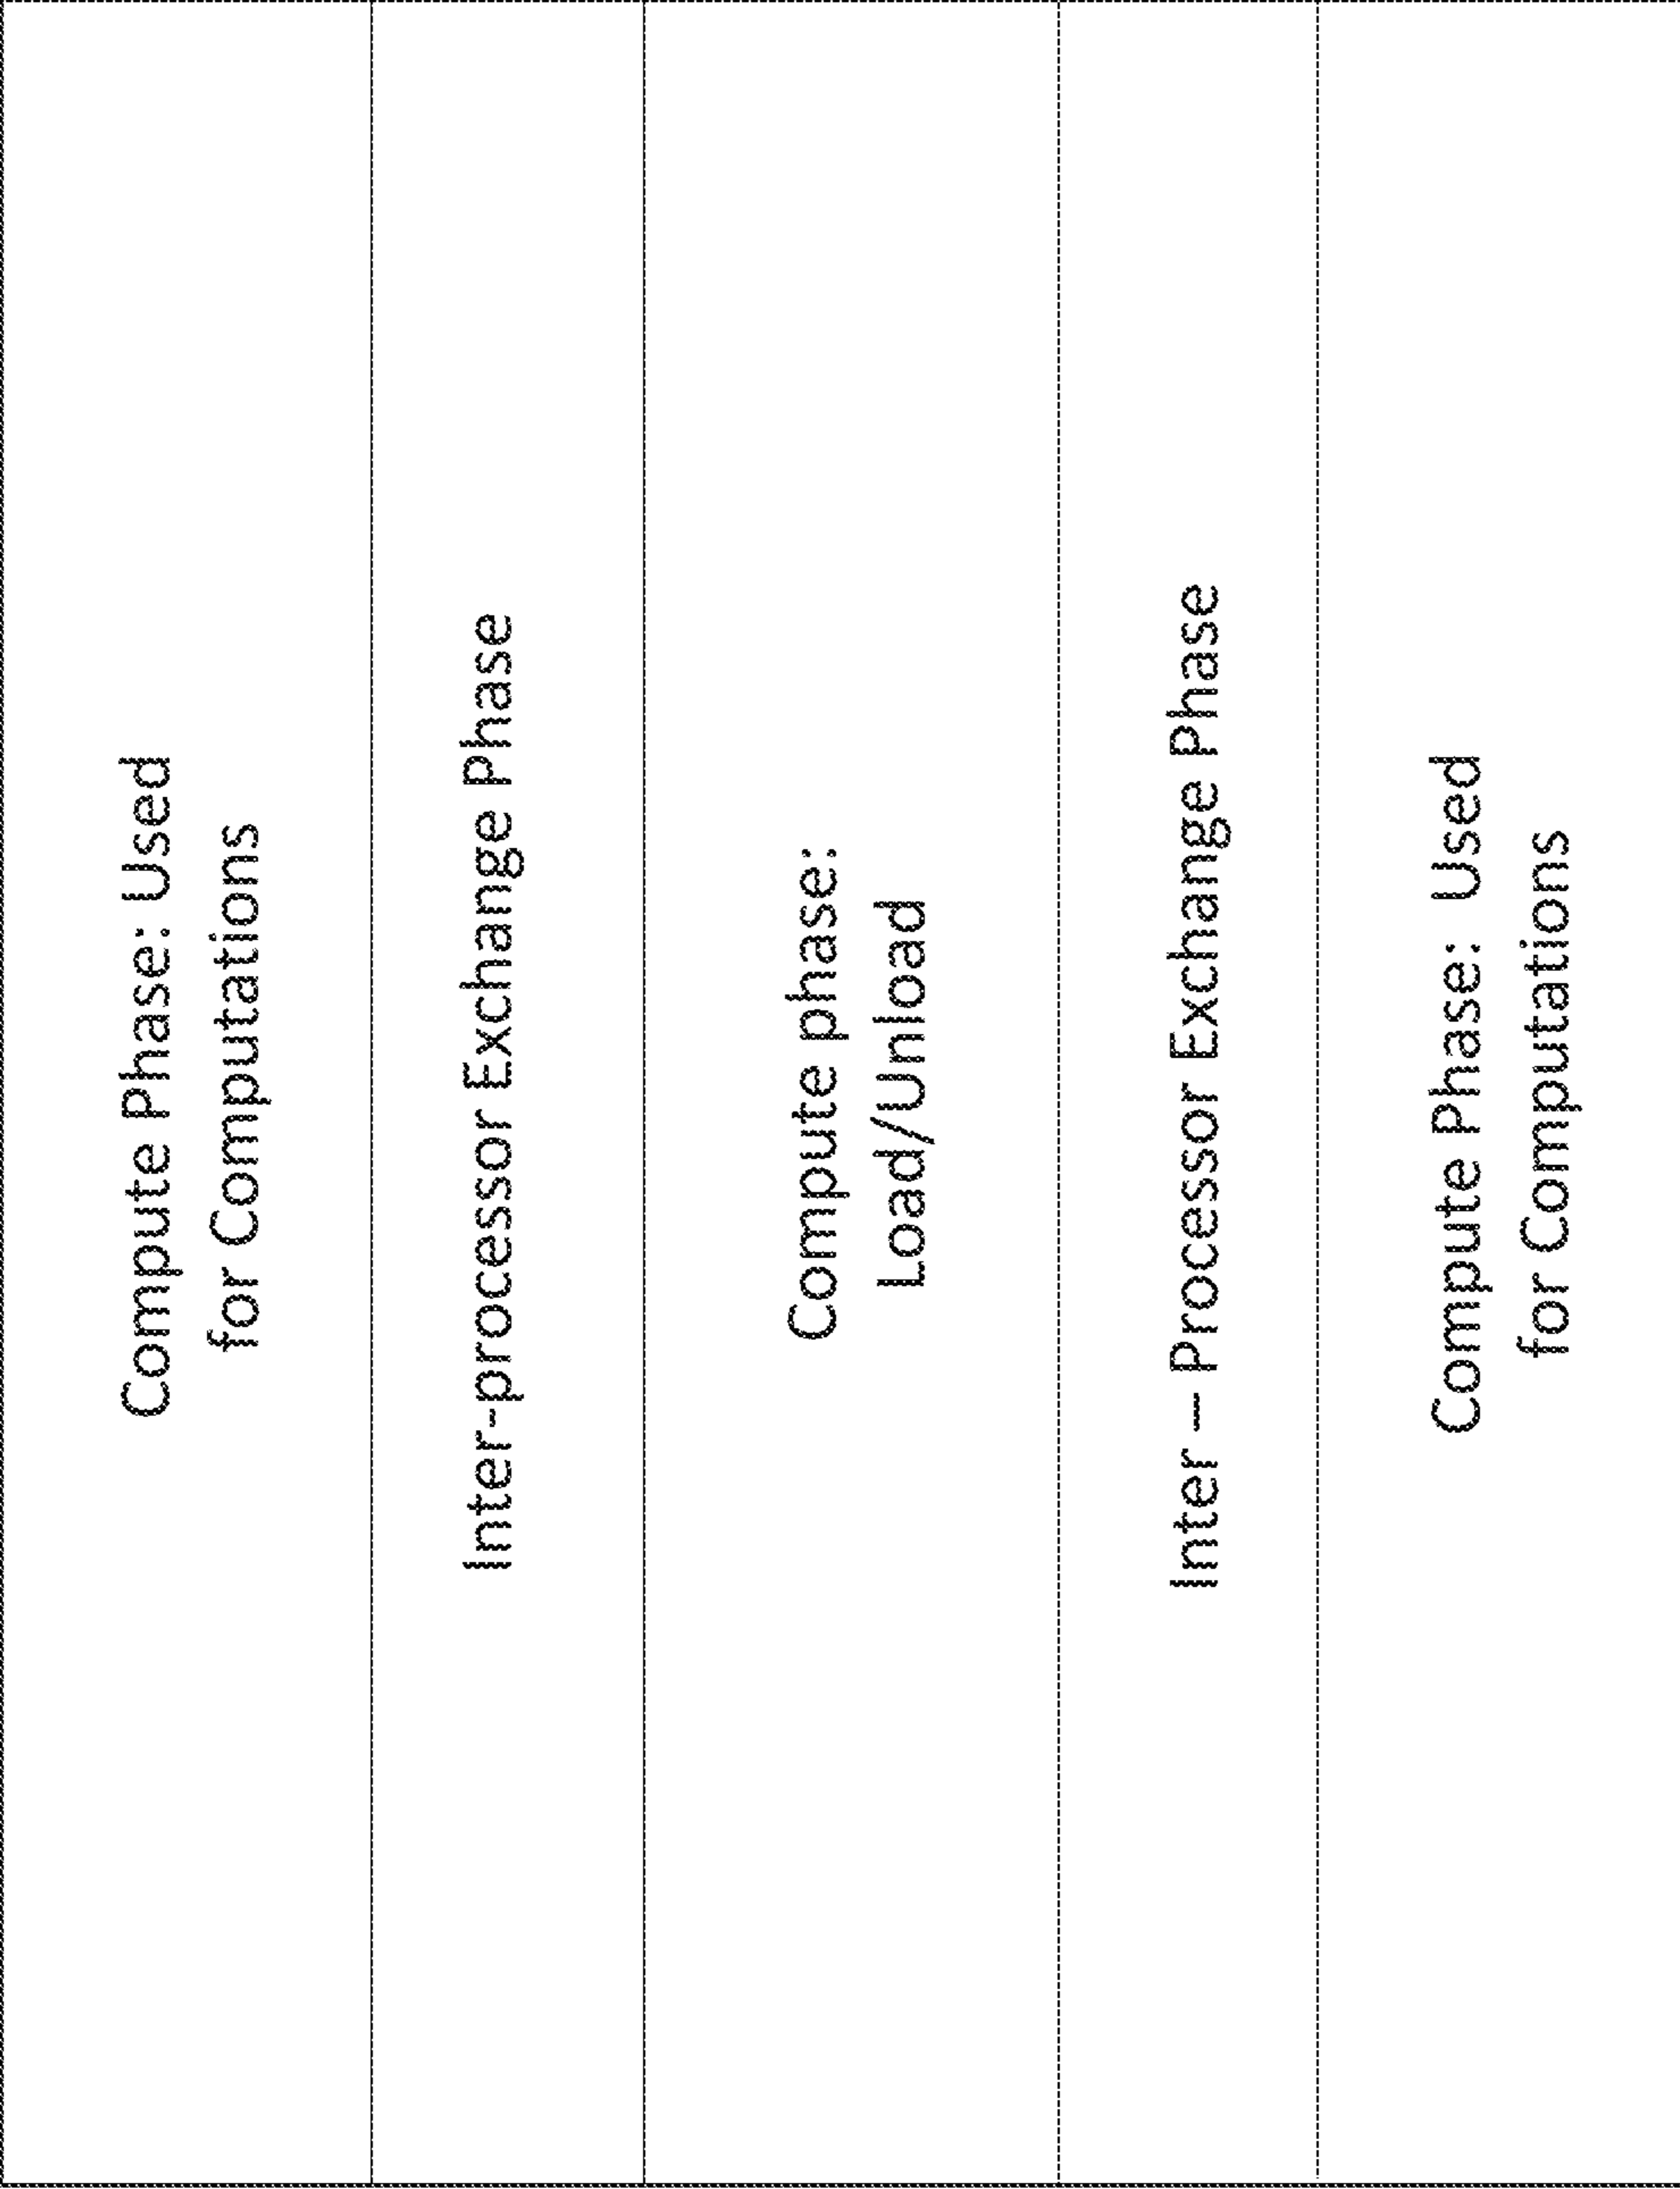 Compute Phase: Used
for Computations
Inter-processor Exchange Phase
Compute phase:
Load/Unload
Inter – Processor Exchange Phase
Compute Phase:  Used
for Computations